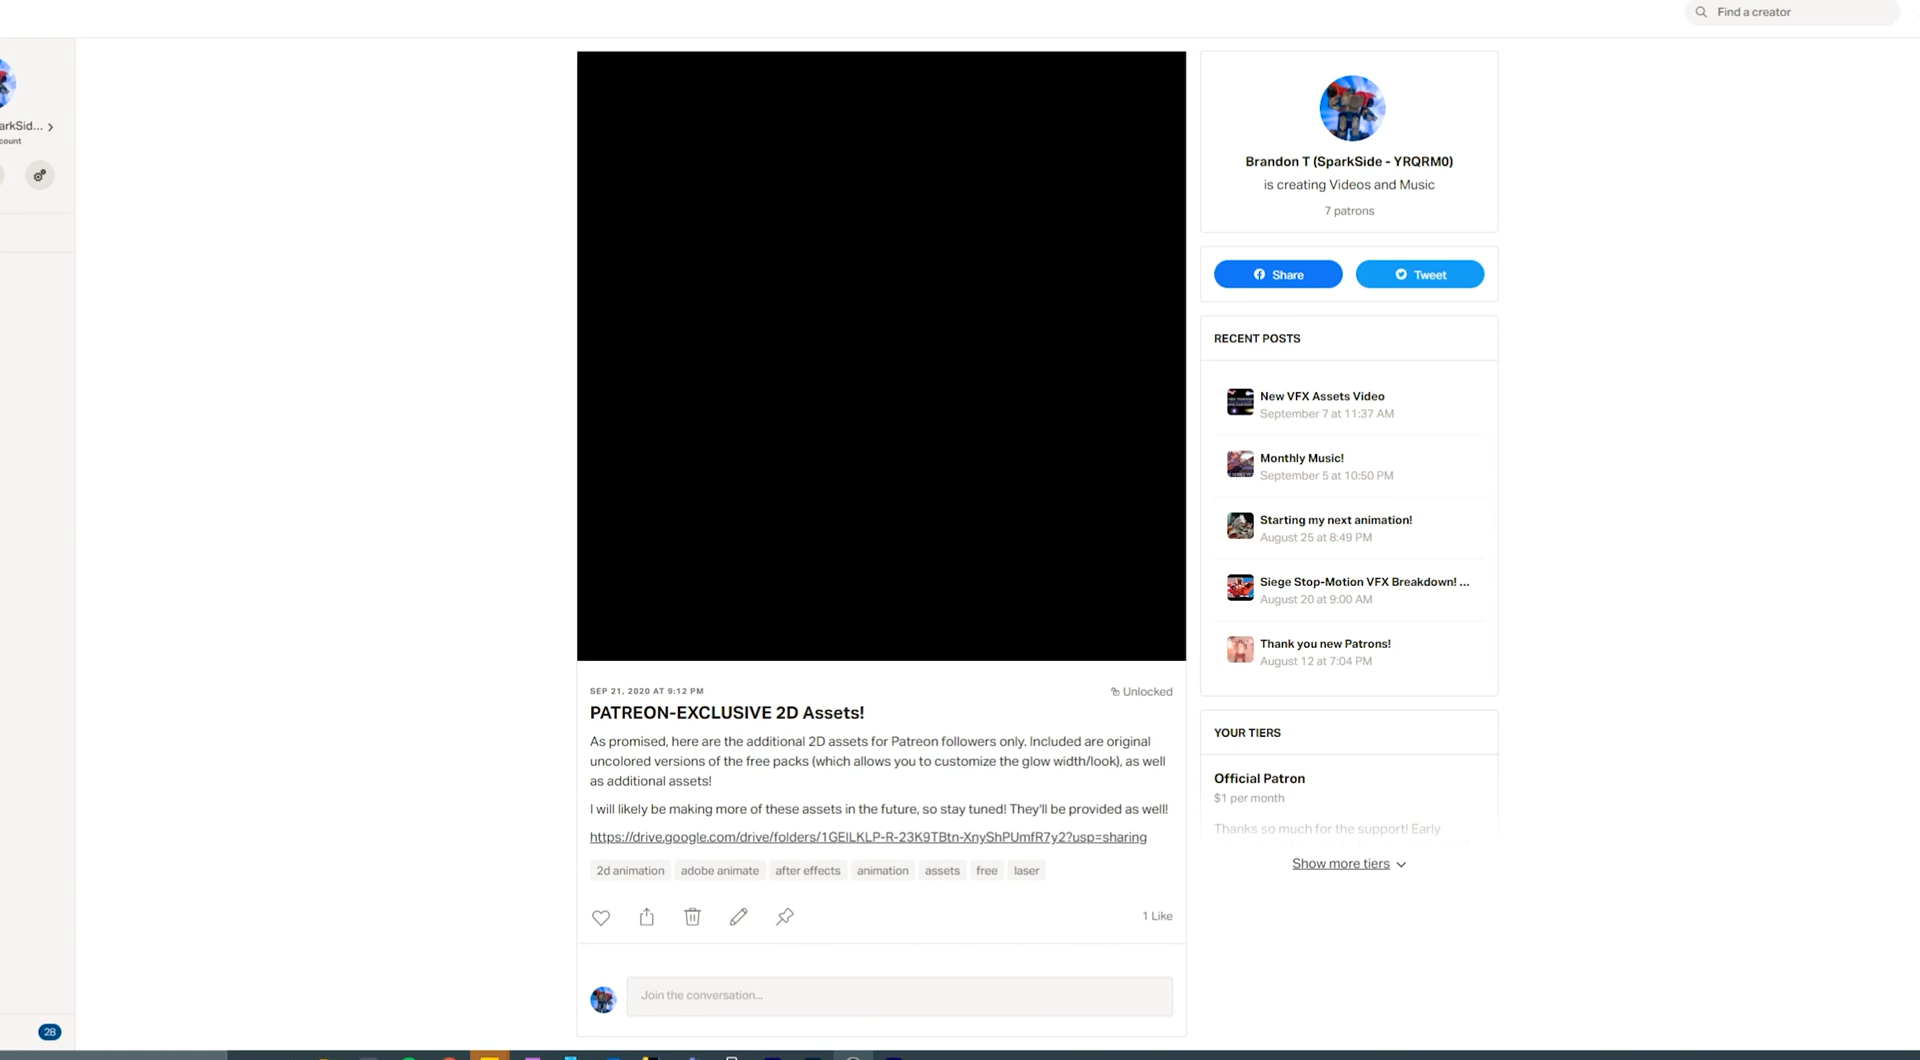 Find a creator
arkSid...
count
28
SEP 21, 2020 AT 9:12 PM
Unlocked
PATREON-EXCLUSIVE 2D Assets!
As promised, here are the additional 2D assets for Patreon followers only. Included are original
uncolored versions of the free packs (which allows you to customize the glow width/look), as well
as additional assets!
I will likely be making more of these assets in the future, so stay tuned! They'll be provided as well!
https://drive.google.com/drive/folders/1GElLKLP-R-23K9TBtn-XnyShPUmfR7y2?usp=sharing
2d animation adobe animate after effects animation assets free laser
1 Like
Join the conversation...
Brandon T (SparkSide - YRQRM0)
is creating Videos and Music
7 patrons
Share
Tweet
RECENT POSTS
New VFX Assets Video
September 7 at 11:37 AM
Monthly Music!
September 5 at 10:50 PM
Starting my next animation!
August 25 at 8:49 PM
Siege Stop-Motion VFX Breakdown! ...
August 20 at 9:00 AM
Thank you new Patrons!
August 12 at 7:04 PM
YOUR TIERS
Official Patron
$1 per month
Thanks so much for the support! Early
Show more tiers